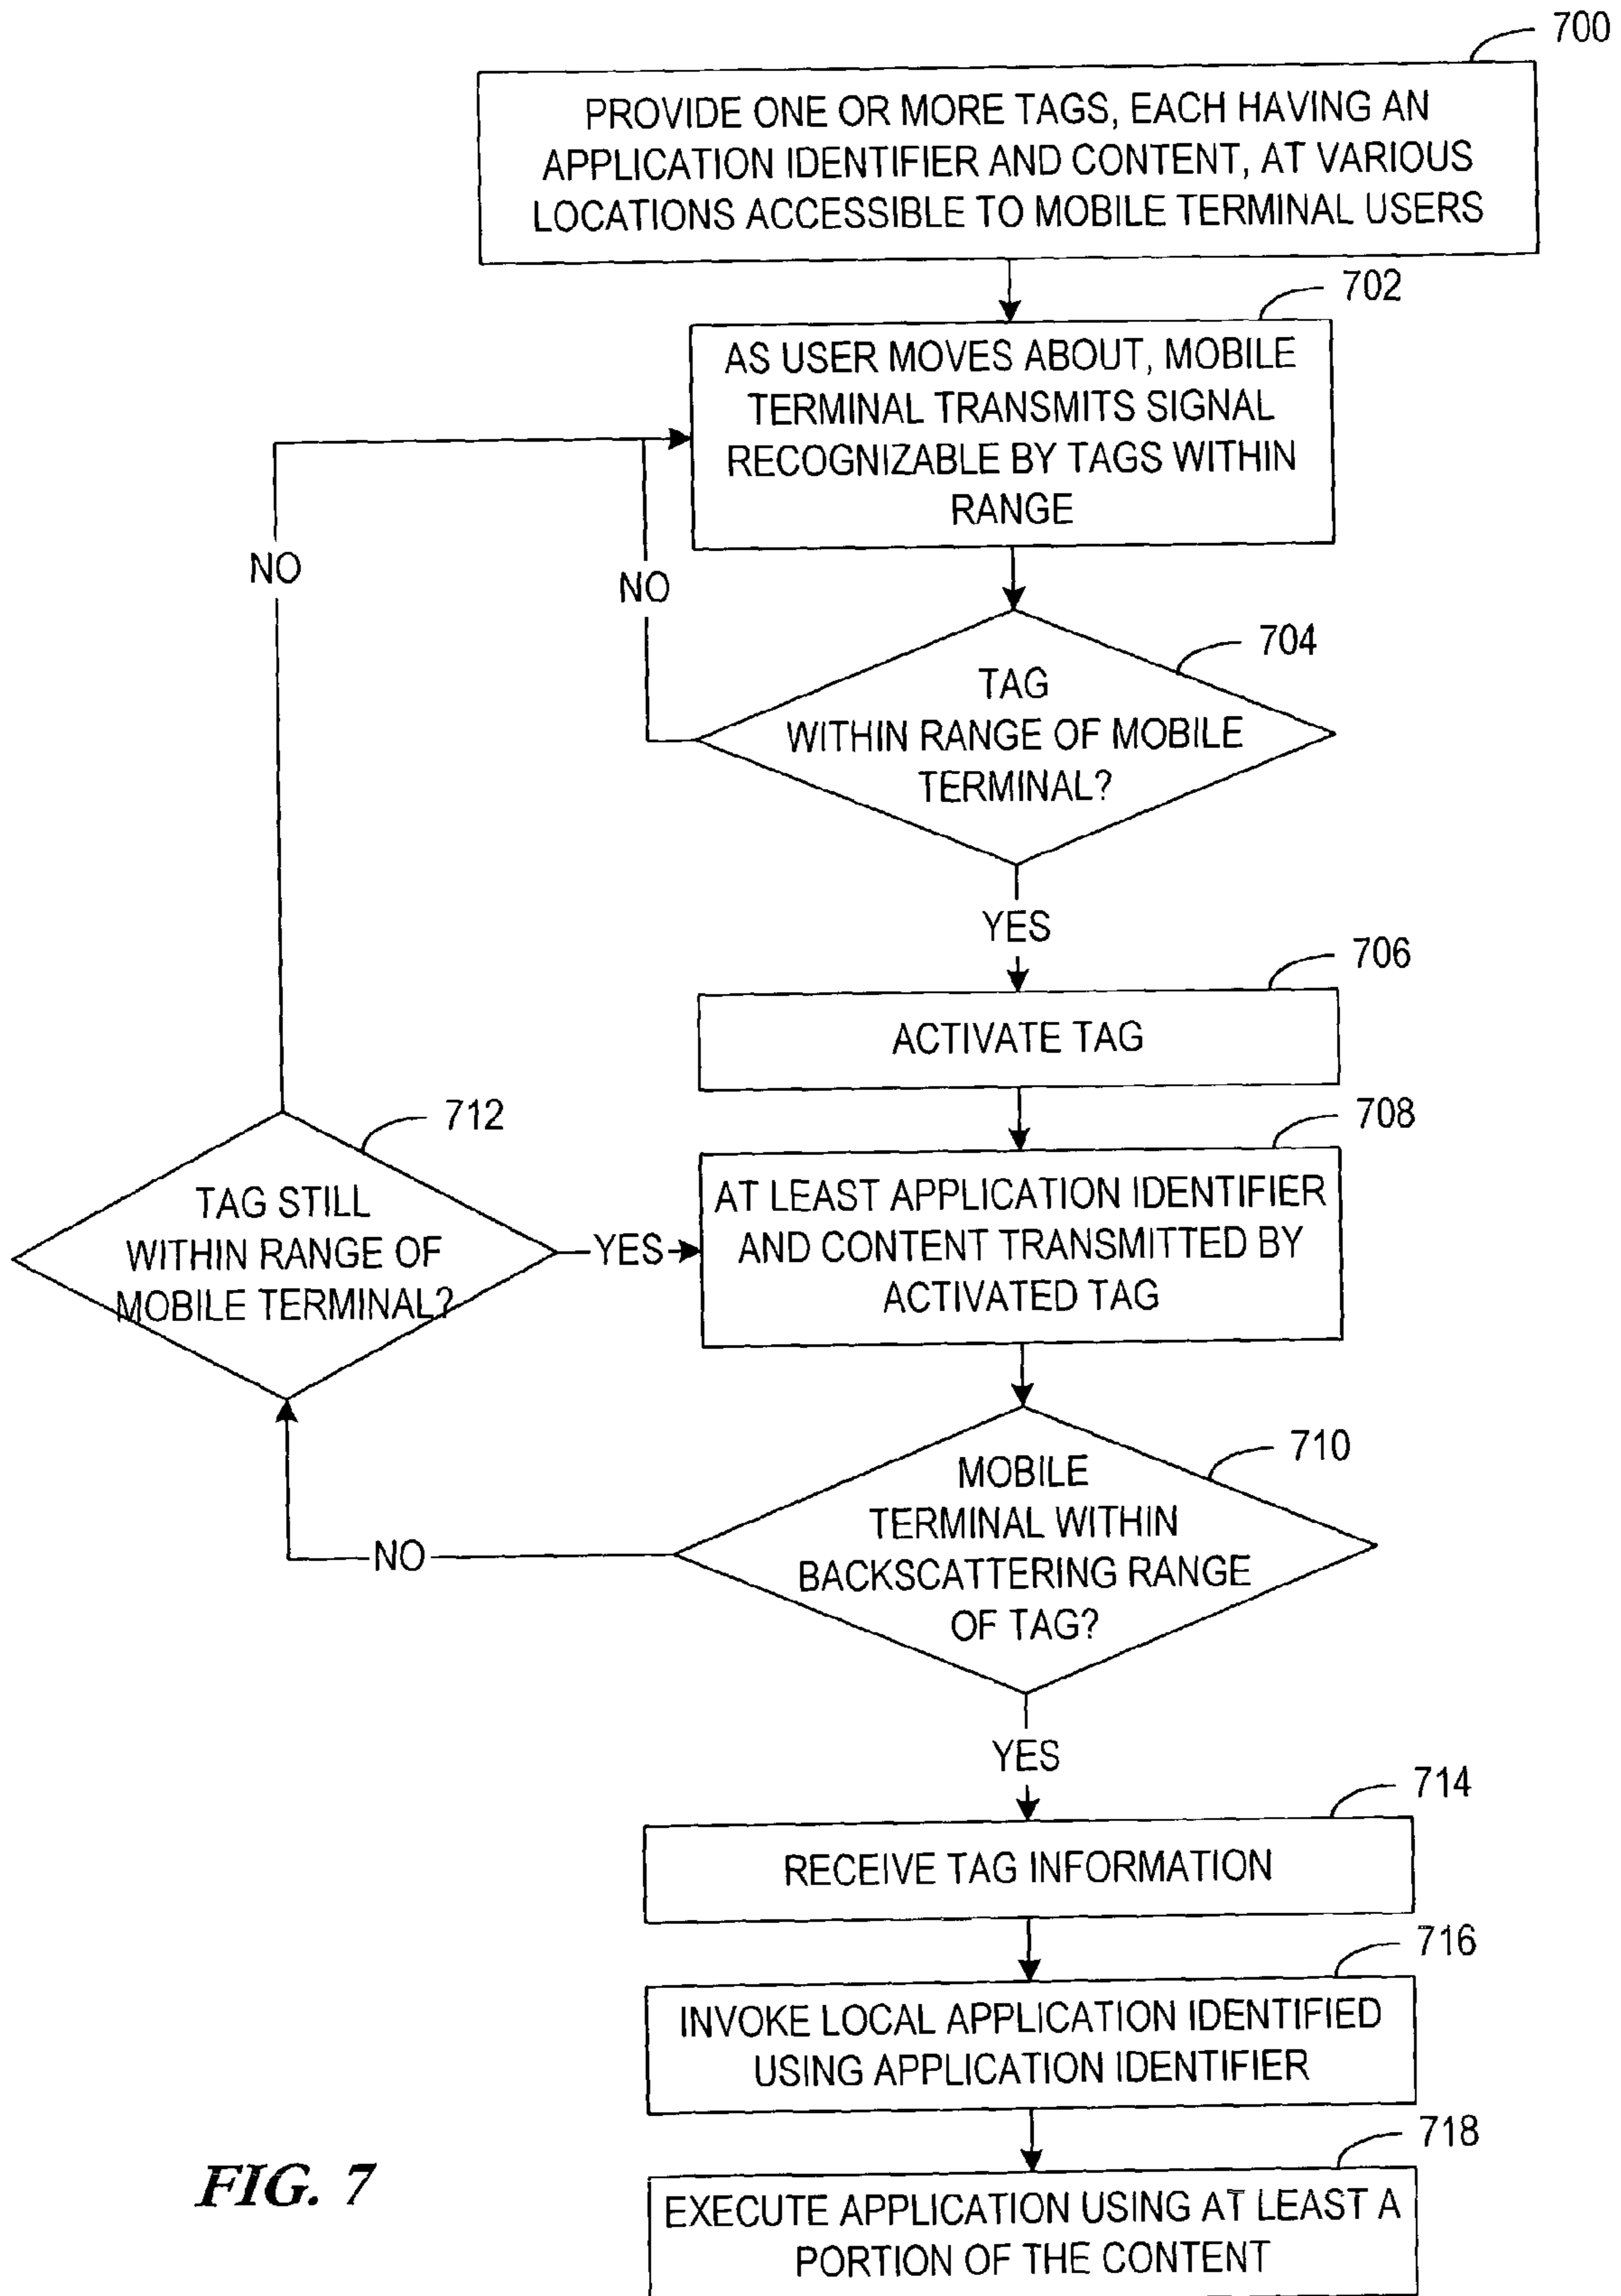 700
PROVIDE ONE OR MORE TAGS, EACH HAVING AN
APPLICATION IDENTIFIER AND CONTENT, AT VARIOUS
LOCATIONS ACCESSIBLE TO MOBILE TERMINAL USERS
702
AS USER MOVES ABOUT, MOBILE
TERMINAL TRANSMITS SIGNAL
RECOGNIZABLE BY TAGS WITHIN
RANGE
NO
NO
704
TAG
WITHIN RANGE OF MOBILE
TERMINAL?
YES
706
ACTIVATE TAG
712
TAG STILL
WITHIN RANGE OF
MOBILE TERMINAL?
YES
708
AT LEAST APPLICATION IDENTIFIER
AND CONTENT TRANSMITTED BY
ACTIVATED TAG
710
MOBILE
TERMINAL WITHIN
BACKSCATTERING RANGE
OF TAG?
NO
YES
714
RECEIVE TAG INFORMATION
716
INVOKE LOCAL APPLICATION IDENTIFIED
USING APPLICATION IDENTIFIER
718
EXECUTE APPLICATION USING AT LEAST A
PORTION OF THE CONTENT
FIG. 7